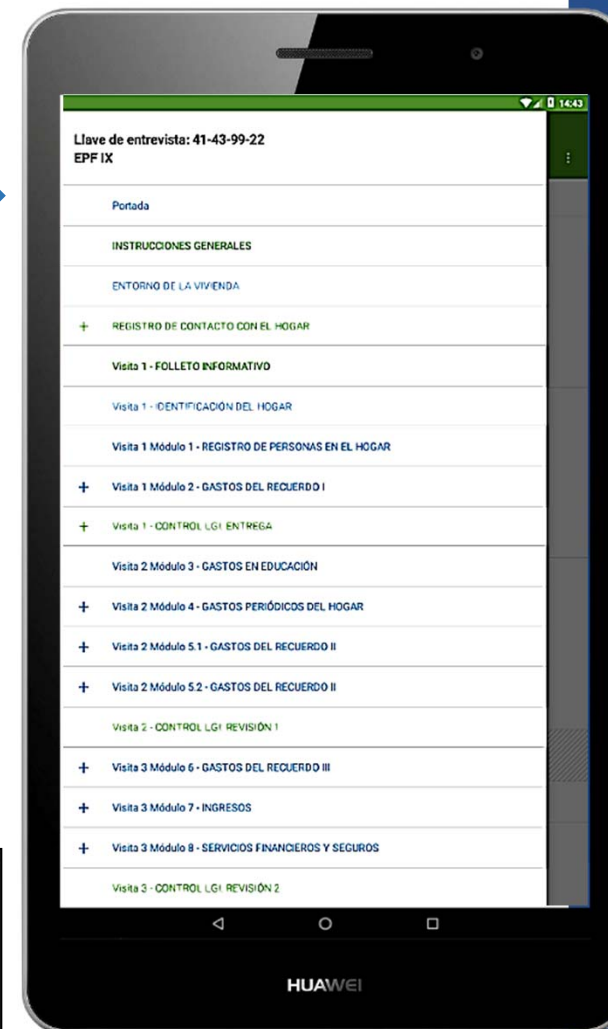 14:43
Llave de entrevista: 41-43-99-22
EPF IX
Portada
INSTRUCCIONES GENERALES
ENTORNO DE LA VIVIENDA
+ REGISTRO DE CONTACTO CON EL HOGAR
Visita 1 - FOLLETO INFORMATIVO
Visita 1 - IDENTIFICACIÓN DEL HOGAR
Visita 1 Módulo 1 - REGISTRO DE PERSONAS EN EL HOGAR
+ Visita 1 Módulo 2 - GASTOS DEL RECUERDO I
+ Visita 1 - CONTROL LGI: ENTREGA
Visita 2 Módulo 3 - GASTOS EN EDUCACIÓN
+ Visita 2 Módulo 4 - GASTOS PERIÓDICOS DEL HOGAR
+ Visita 2 Módulo 5.1 - GASTOS DEL RECUERDO II
+ Visita 2 Módulo 5.2 - GASTOS DEL RECUERDO II
Visita 2 - CONTROL LGI: REVISIÓN 1
+ Visita 3 Módulo 6 - GASTOS DEL RECUERDO III
+ Visita 3 Módulo 7 - INGRESOS
+ Visita 3 Módulo 8 - SERVICIOS FINANCIEROS Y SEGUROS
Visita 3 - CONTROL LGI: REVISIÓN 2
HUAWEI